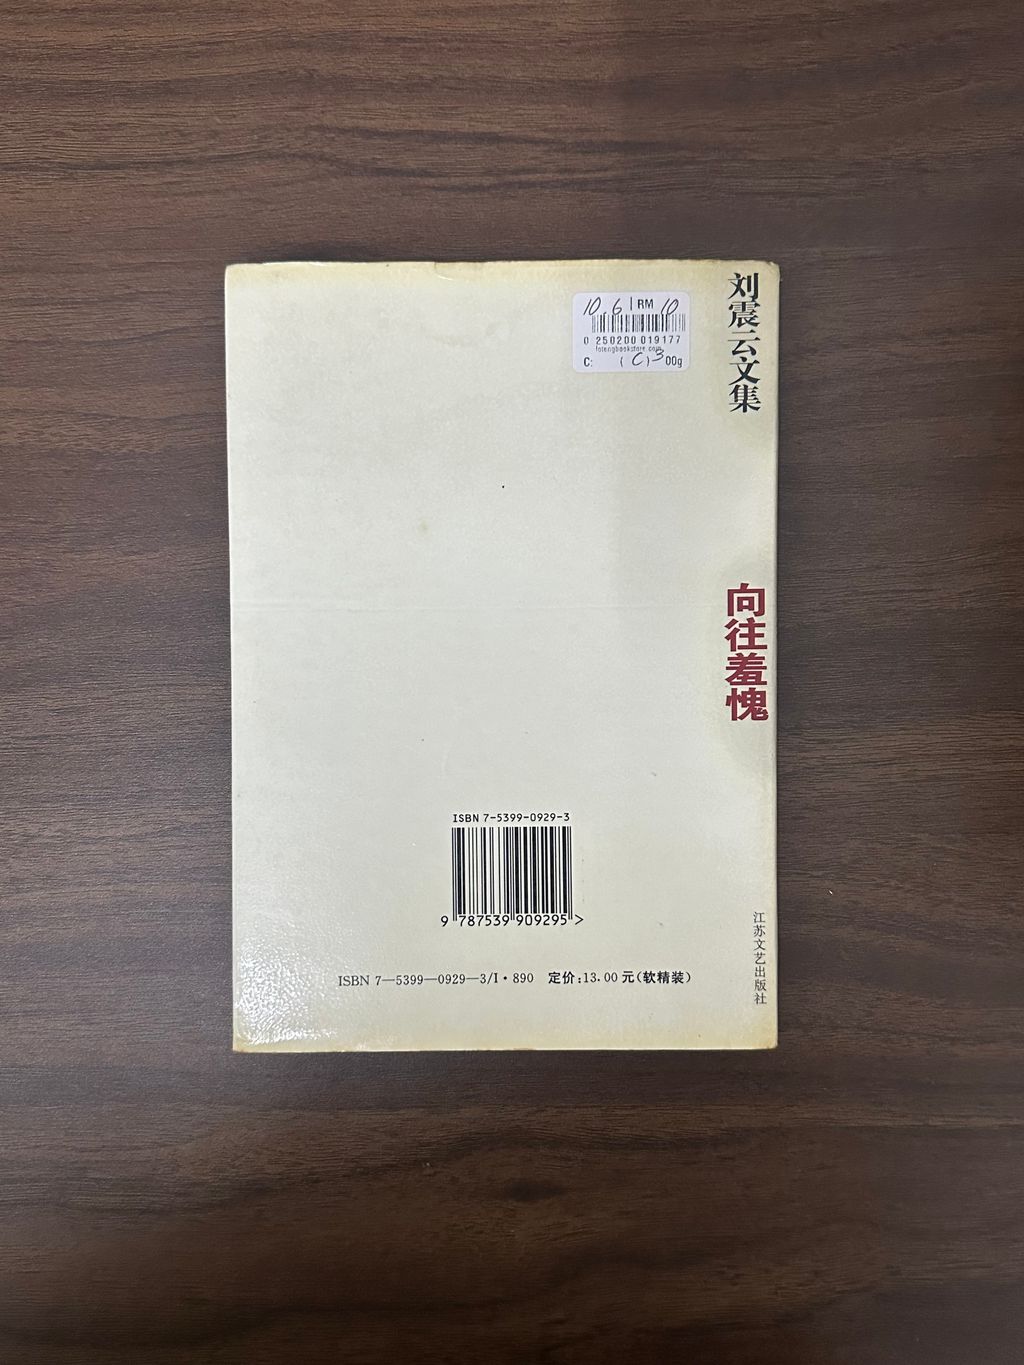 10.6 RM 10
0 250200 019177
fotengbookstore.com
C: (C) 3 00g
刘震云文集
向往羞愧
ISBN 7-5399-0929-3
9 787539 909295 >
ISBN 7—5399—0929—3/I·890 定价:13.00 元(软精装)
江苏文艺出版社